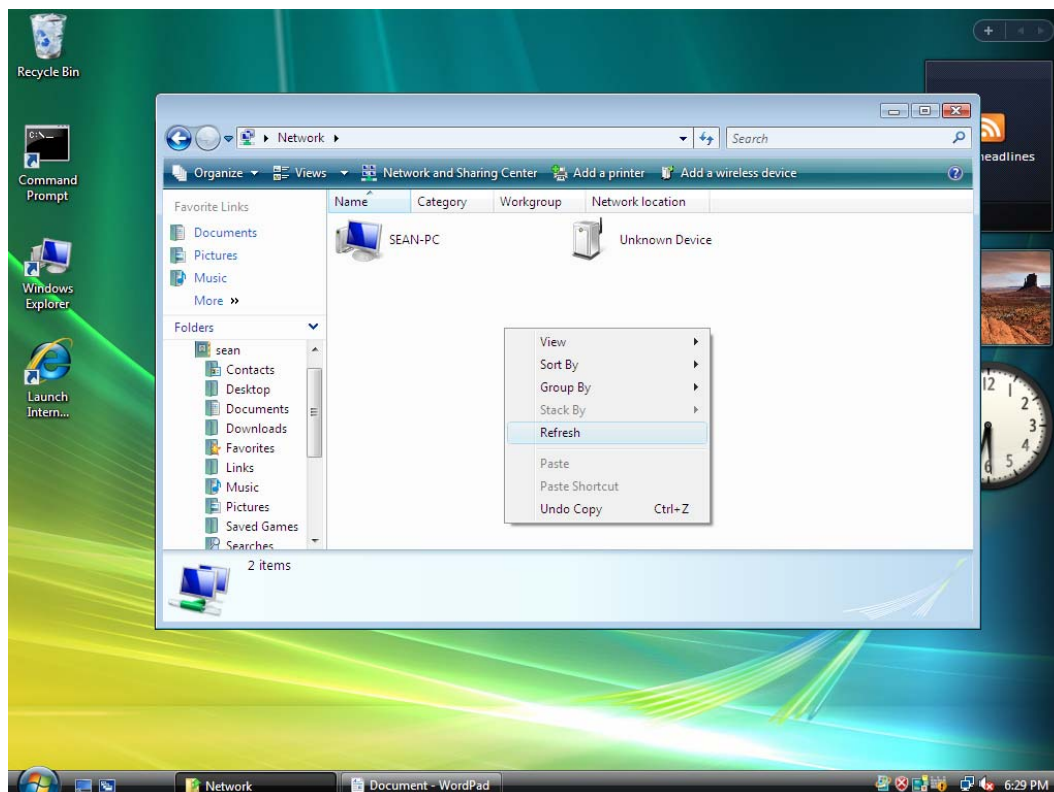 Recycle Bin
Command
Prompt
Windows
Explorer
Launch
Intern...
Network
Search
Organize
Views
Network and Sharing Center
Add a printer
Add a wireless device
Favorite Links
Documents
Pictures
Music
More »
Folders
sean
Contacts
Desktop
Documents
Downloads
Favorites
Links
Music
Pictures
Saved Games
Searches
Name
Category
Workgroup
Network location
SEAN-PC
Unknown Device
View
Sort By
Group By
Stack By
Refresh
Paste
Paste Shortcut
Undo Copy Ctrl+Z
2 items
12
1
2
3
4
5
6
Network
Document - WordPad
6:29 PM